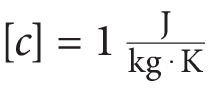 [c] = 1 J / kg · K